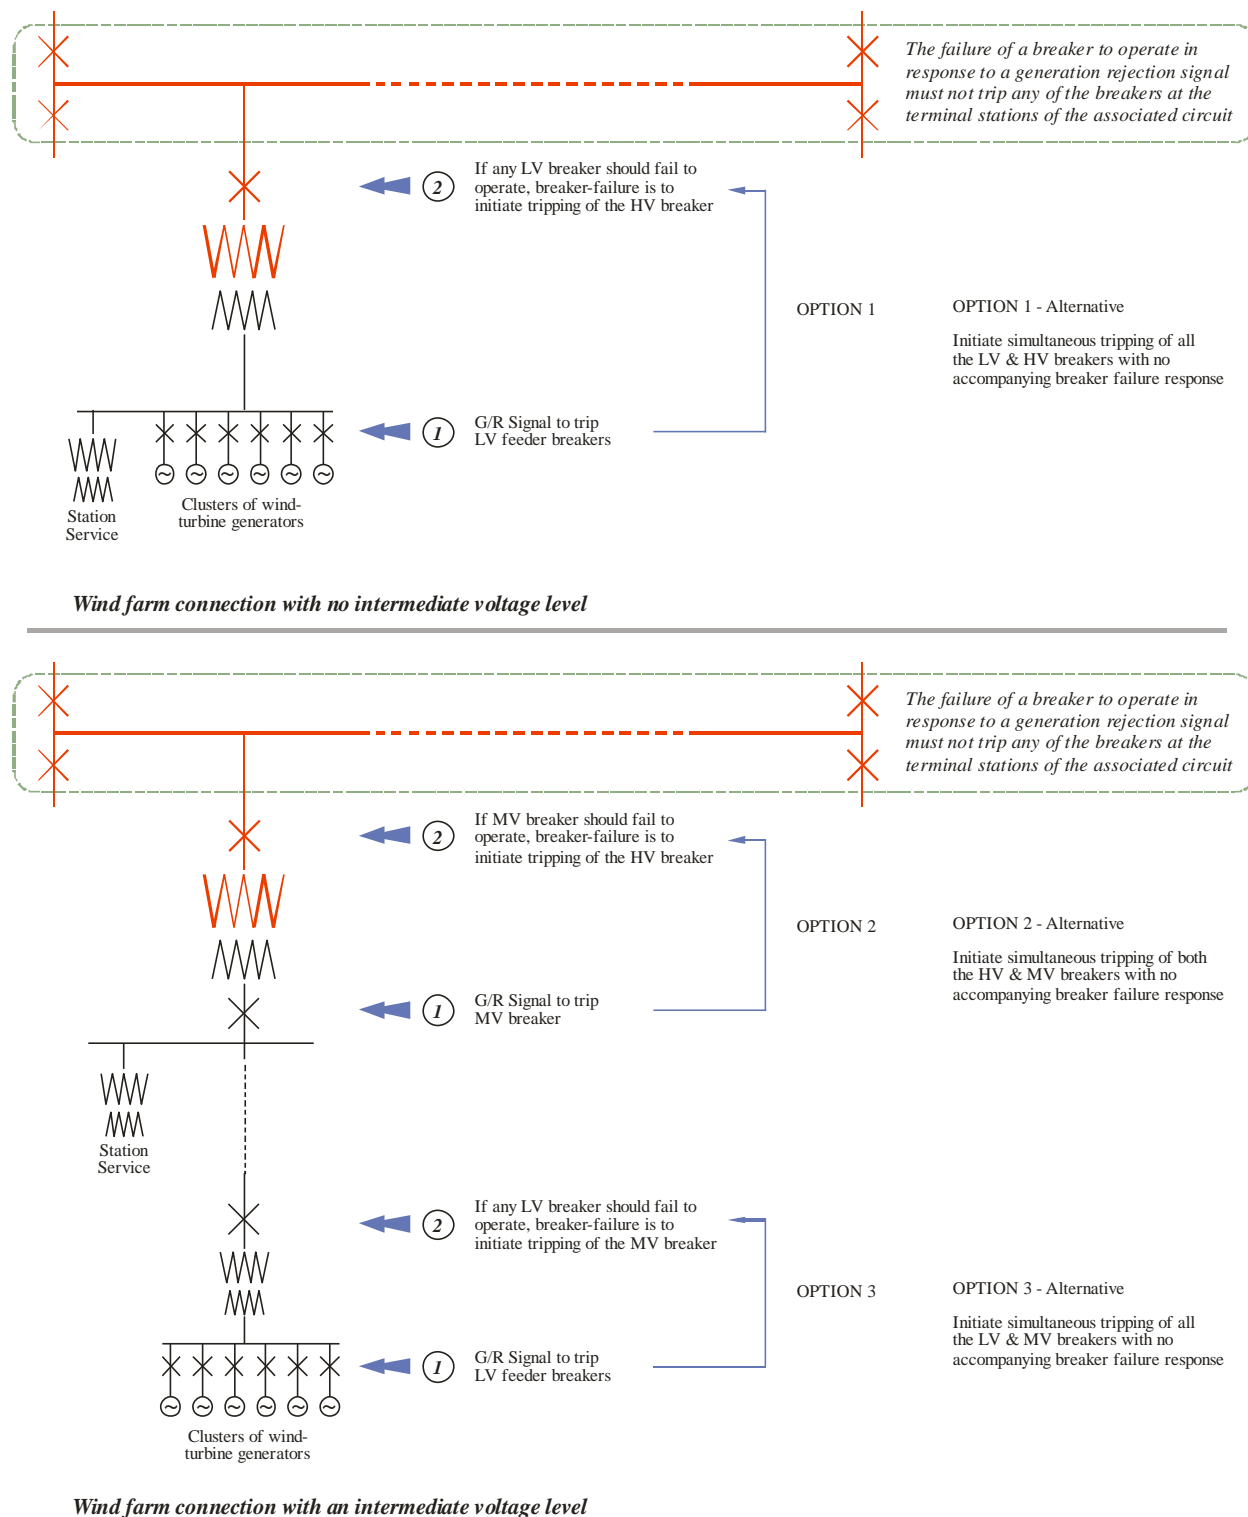 The failure of a breaker to operate in
response to a generation rejection signal
must not trip any of the breakers at the
terminal stations of the associated circuit
2
If any LV breaker should fail to
operate, breaker-failure is to
initiate tripping of the HV breaker
OPTION 1
OPTION 1 - Alternative
Initiate simultaneous tripping of all
the LV & HV breakers with no
accompanying breaker failure response
1
G/R Signal to trip
LV feeder breakers
Station
Service
Clusters of wind-
turbine generators
Wind farm connection with no intermediate voltage level
The failure of a breaker to operate in
response to a generation rejection signal
must not trip any of the breakers at the
terminal stations of the associated circuit
2
If MV breaker should fail to
operate, breaker-failure is to
initiate tripping of the HV breaker
OPTION 2
OPTION 2 - Alternative
Initiate simultaneous tripping of both
the HV & MV breakers with no
accompanying breaker failure response
1
G/R Signal to trip
MV breaker
Station
Service
2
If any LV breaker should fail to
operate, breaker-failure is to
initiate tripping of the MV breaker
OPTION 3
OPTION 3 - Alternative
Initiate simultaneous tripping of all
the LV & MV breakers with no
accompanying breaker failure response
1
G/R Signal to trip
LV feeder breakers
Clusters of wind-
turbine generators
Wind farm connection with an intermediate voltage level